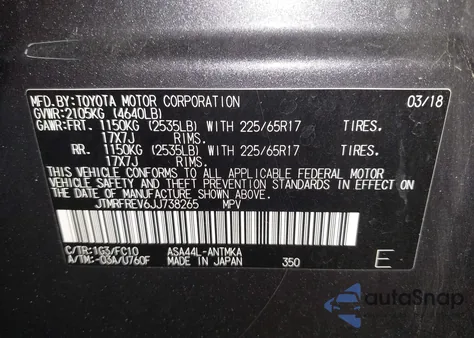 MFD.BY:TOYOTA MOTOR CORPORATION 03/18
GVWR:2105KG (4640LB)
GAWR:FRT. 1150KG (2535LB) WITH 225/65R17 TIRES.
17X7J RIMS.
RR. 1150KG (2535LB) WITH 225/65R17 TIRES.
17X7J RIMS.
THIS VEHICLE CONFORMS TO ALL APPLICABLE FEDERAL MOTOR
VEHICLE SAFETY AND BUMPER STANDARDS IN EFFECT ON
THE DATE OF MANUFACTURE SHOWN ABOVE.
JTMRFREV6JJ738265 MPV
C/TR:1G3/FC10 ASA44L-ANTMKA
A/TM:-03A/U760F MADE IN JAPAN 350 E
autoSnap